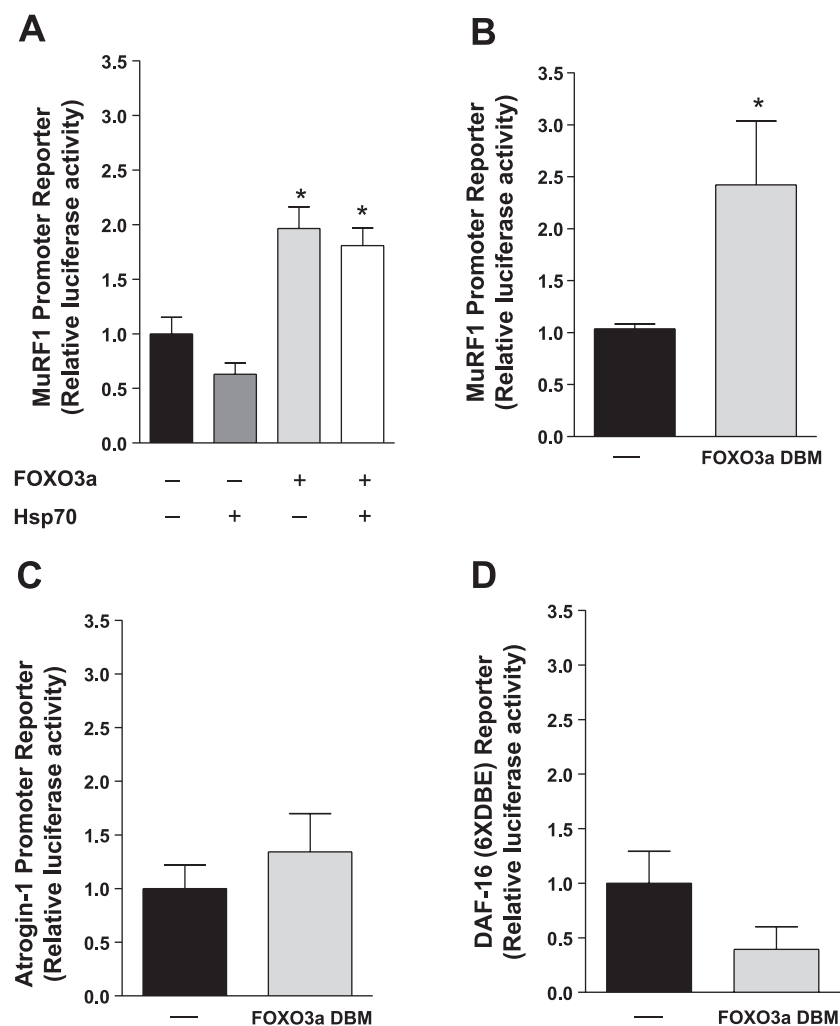 A
MuRF1 Promoter Reporter
(Relative luciferase activity)
3.5
3.0
2.5
2.0
1.5
1.0
0.5
0.0
*
*
FOXO3a — — + +
Hsp70 — + — +
B
MuRF1 Promoter Reporter
(Relative luciferase activity)
3.5
3.0
2.5
2.0
1.5
1.0
0.5
0.0
*
— FOXO3a DBM
C
Atrogin-1 Promoter Reporter
(Relative luciferase activity)
3.5
3.0
2.5
2.0
1.5
1.0
0.5
0.0
— FOXO3a DBM
D
DAF-16 (6XDBE) Reporter
(Relative luciferase activity)
3.5
3.0
2.5
2.0
1.5
1.0
0.5
0.0
— FOXO3a DBM